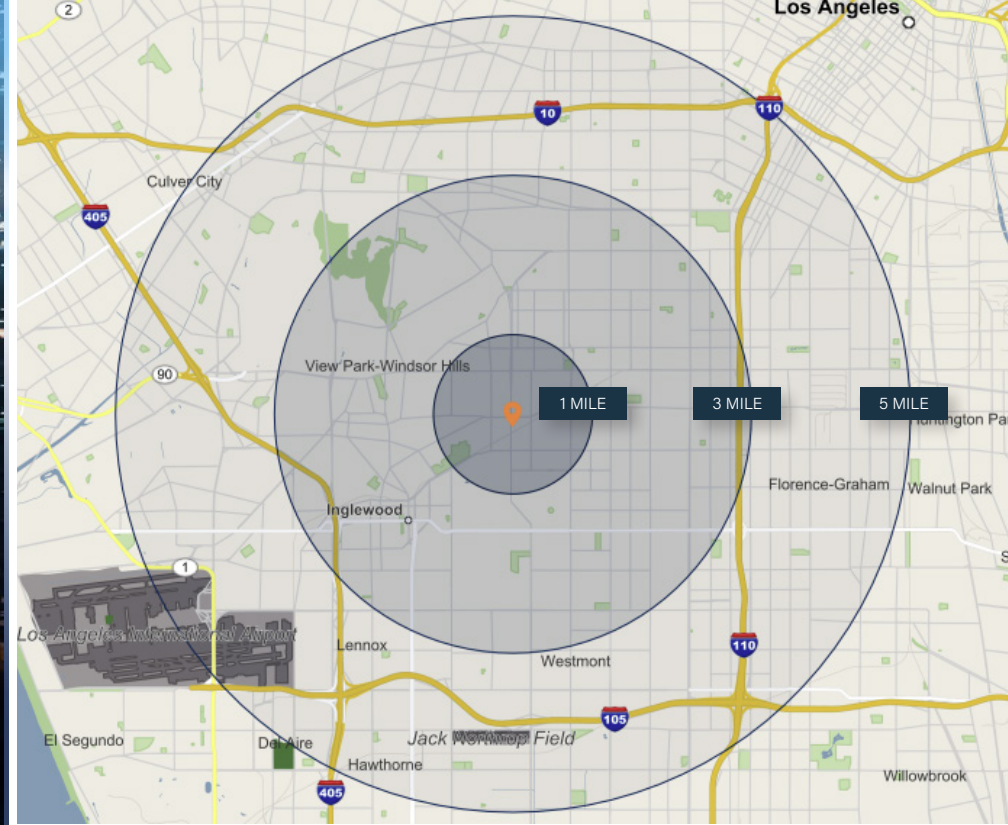 2
Los Angeles
10
110
Culver City
405
View Park-Windsor Hills
90
1 MILE
3 MILE
5 MILE
Huntington Pa
Florence-Graham
Walnut Park
Inglewood
S
1
Los Angeles International Airport
Lennox
110
Westmont
105
El Segundo
Del Aire
Jack Northrop Field
Hawthorne
Willowbrook
405